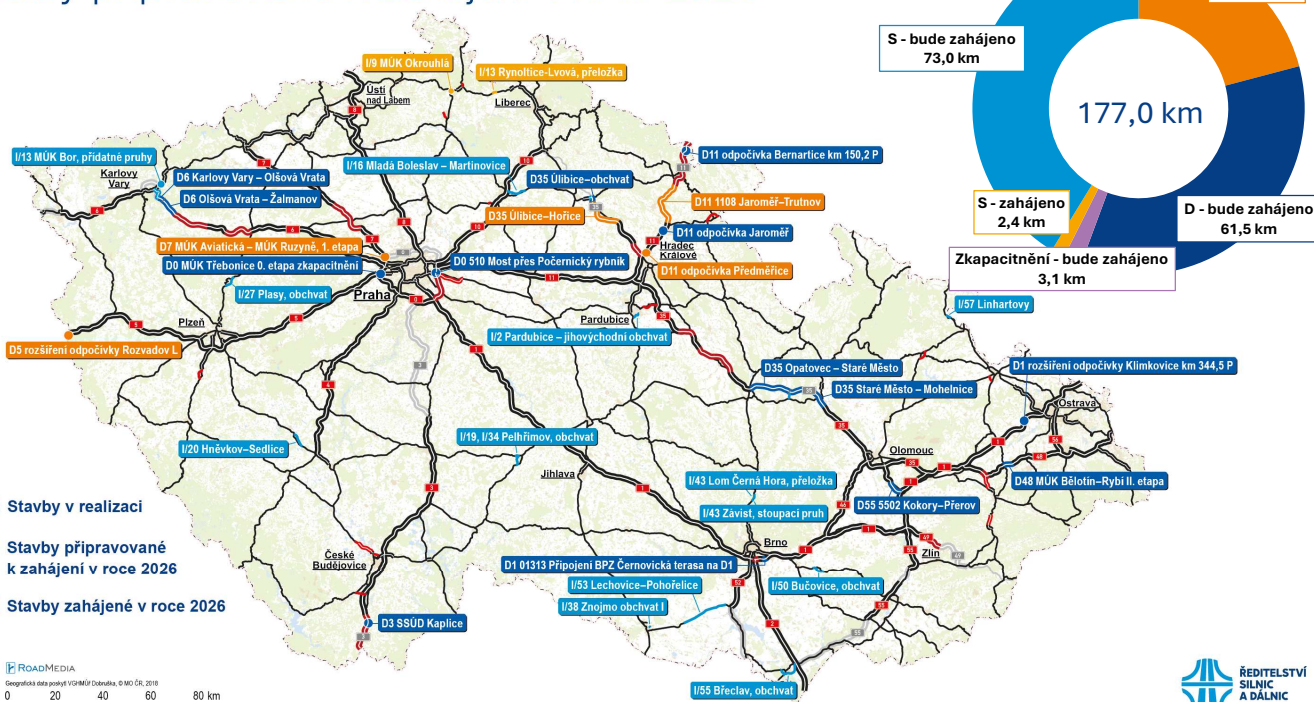 S - bude zahájeno
73,0 km
177,0 km
S - zahájeno
2,4 km
D - bude zahájeno
61,5 km
Zkapacitnění - bude zahájeno
3,1 km
I/9 MÚK Okrouhlá
I/13 Rynoltice-Lvová, přeložka
Ústí
nad Labem
Liberec
I/13 MÚK Bor, přídatné pruhy
Karlovy
Vary
D6 Karlovy Vary – Olšová Vrata
D6 Olšová Vrata – Žalmanov
I/16 Mladá Boleslav – Martinovice
D35 Úlibice–obchvat
D11 odpočívka Bernartice km 150,2 P
D11 1108 Jaroměř–Trutnov
D35 Úlibice–Hořice
D11 odpočívka Jaroměř
Hradec
Králové
D7 MÚK Aviatická – MÚK Ruzyně, 1. etapa
D0 MÚK Třebonice 0. etapa zkapacitnění
D0 510 Most přes Počernický rybník
D11 odpočívka Předměřice
I/27 Plasy, obchvat
Praha
Plzeň
Pardubice
I/57 Linhartovy
I/2 Pardubice – jihovýchodní obchvat
D5 rozšíření odpočívky Rozvadov L
D35 Opatovec – Staré Město
D1 rozšíření odpočívky Klimkovice km 344,5 P
D35 Staré Město – Mohelnice
Ostrava
I/20 Hněvkov–Sedlice
I/19, I/34 Pelhřimov, obchvat
Jihlava
Olomouc
I/43 Lom Černá Hora, přeložka
D48 MÚK Bělotín–Rybí II. etapa
D55 5502 Kokory–Přerov
I/43 Závist, stoupací pruh
Stavby v realizaci
Stavby připravované
k zahájení v roce 2026
Stavby zahájené v roce 2026
Brno
Zlín
České
Budějovice
D1 01313 Připojení BPZ Černovická terasa na D1
I/53 Lechovice–Pohořelice
I/50 Bučovice, obchvat
I/38 Znojmo obchvat I
D3 SSÚD Kaplice
I/55 Břeclav, obchvat
ROADMEDIA
Geografická data poskytl VGHMÚř Dobruška, © MO ČR, 2018
0 20 40 60 80 km
ŘEDITELSTVÍ
SILNIC
A DÁLNIC